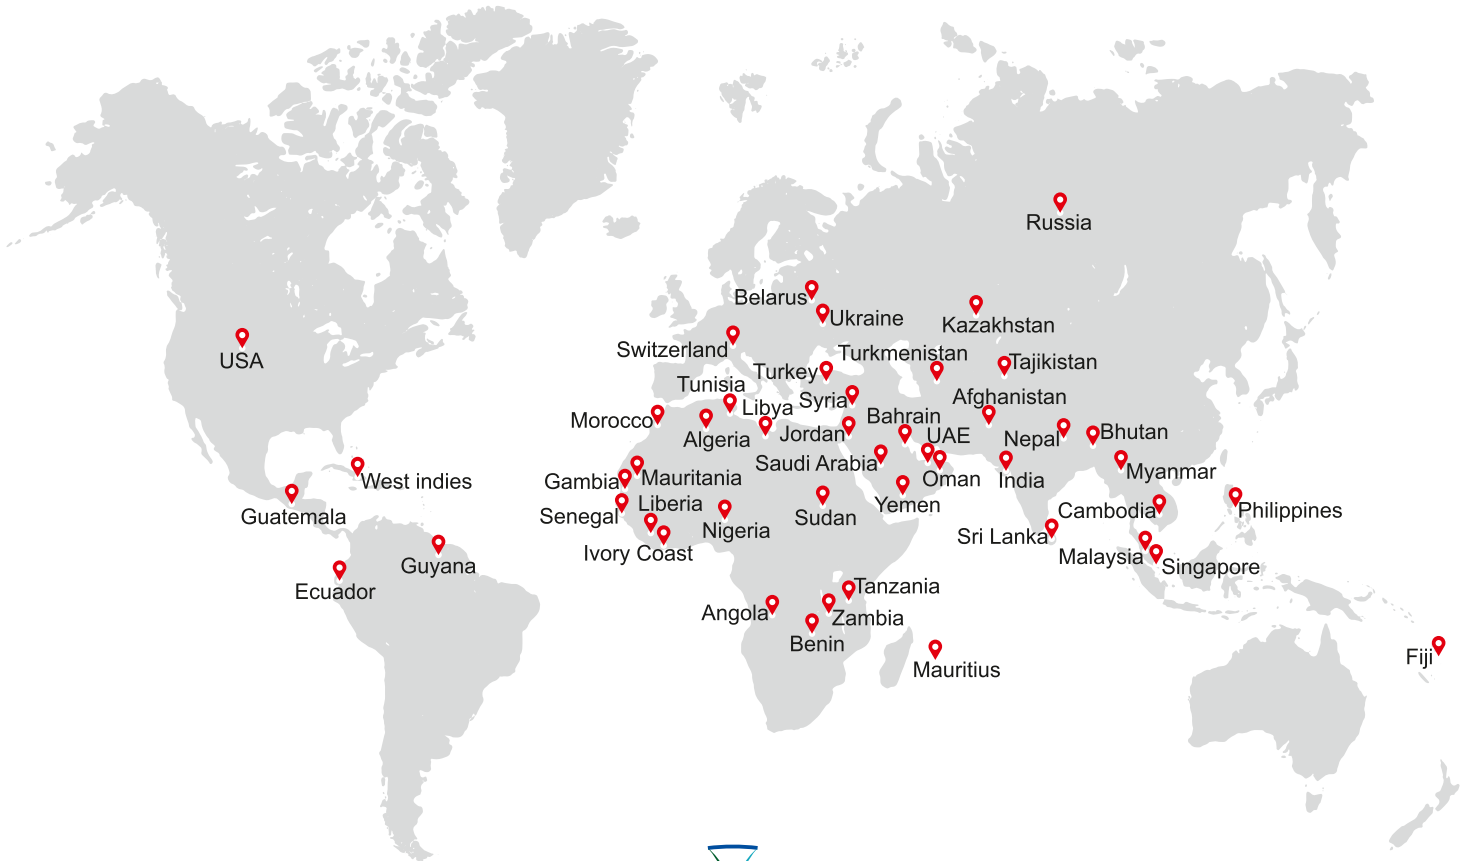 Russia
Belarus
Ukraine
Kazakhstan
Switzerland
Turkmenistan
Tajikistan
USA
Turkey
Tunisia
Syria
Afghanistan
Libya
Morocco
Bahrain
Algeria
Jordan
UAE
Nepal
Bhutan
Saudi Arabia
Myanmar
Mauritania
Gambia
West indies
Oman
India
Liberia
Yemen
Senegal
Guatemala
Sudan
Cambodia
Philippines
Nigeria
Sri Lanka
Ivory Coast
Malaysia
Singapore
Guyana
Ecuador
Tanzania
Angola
Zambia
Benin
Fiji
Mauritius